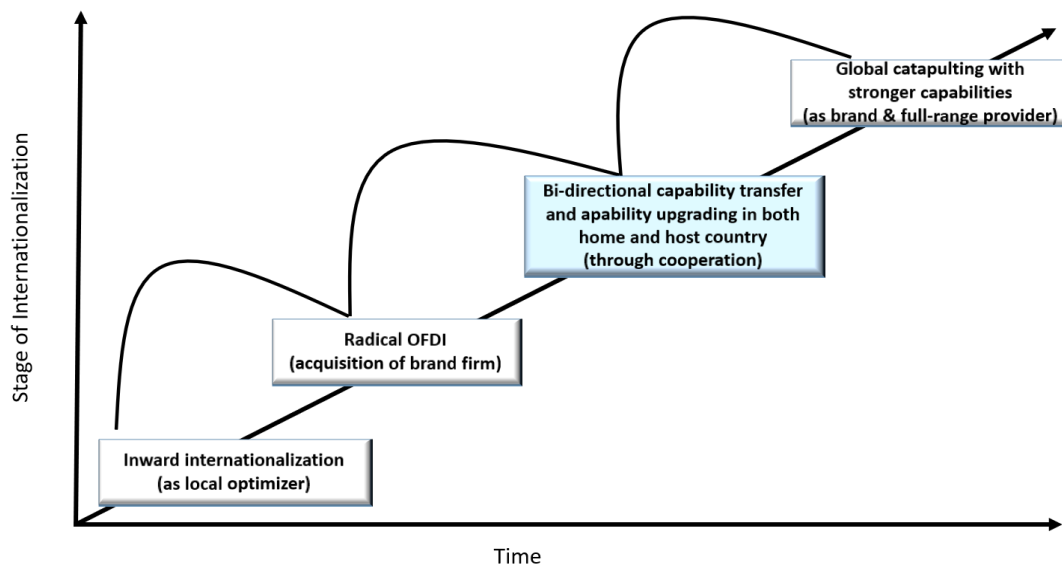 Global catapulting with
stronger capabilities
(as brand & full-range provider)
Bi-directional capability transfer
and apability upgrading in both
home and host country
(through cooperation)
Radical OFDI
(acquisition of brand firm)
Inward internationalization
(as local optimizer)
Stage of Internationalization
Time